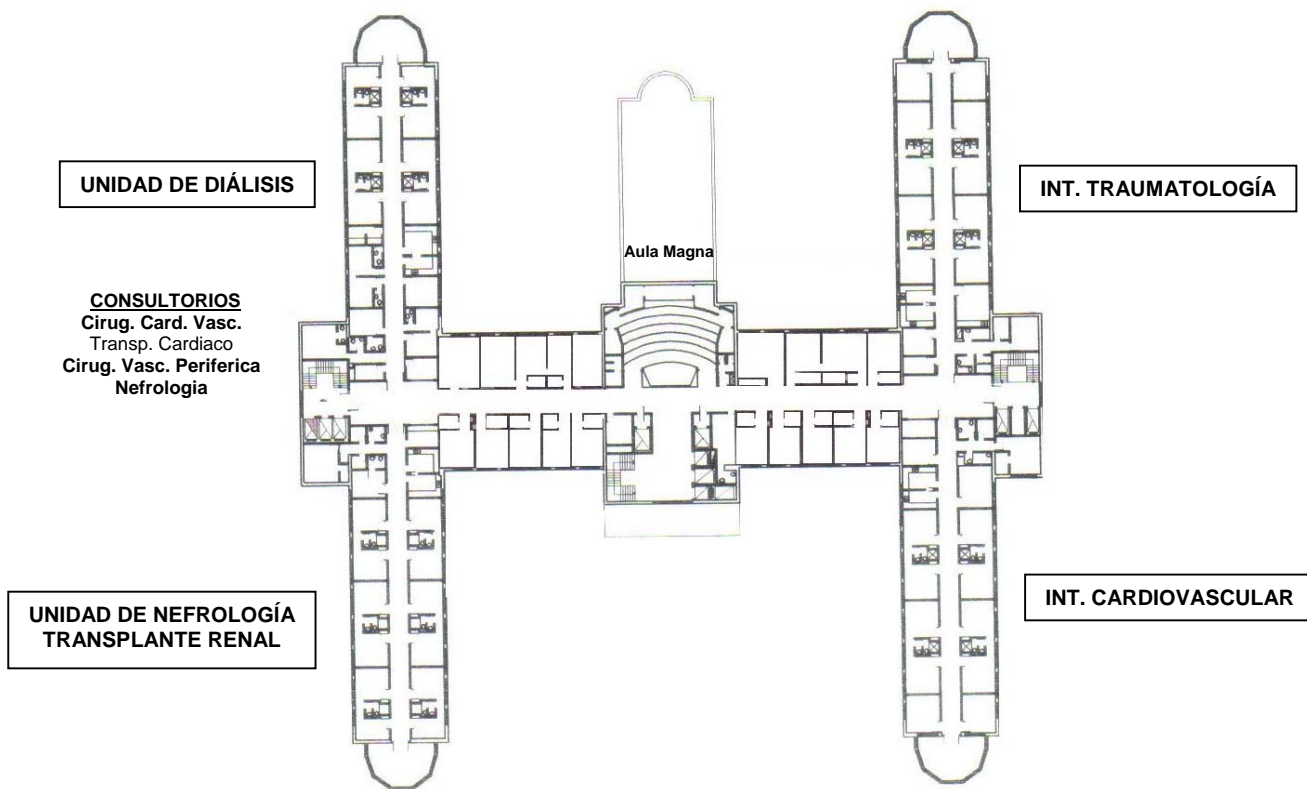 UNIDAD DE DIÁLISIS
INT. TRAUMATOLOGÍA
Aula Magna
CONSULTORIOS
Cirug. Card. Vasc.
Transp. Cardiaco
Cirug. Vasc. Periferica
Nefrologia
UNIDAD DE NEFROLOGÍA
TRANSPLANTE RENAL
INT. CARDIOVASCULAR